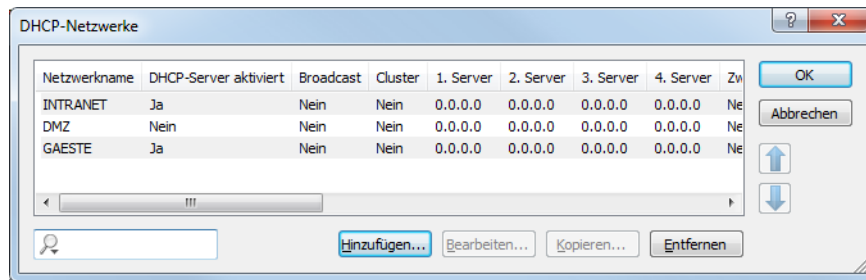 DHCP-Netzwerke
Netzwerkname DHCP-Server aktiviert Broadcast Cluster 1. Server 2. Server 3. Server 4. Server
INTRANET Ja Nein Nein 0.0.0.0 0.0.0.0 0.0.0.0 0.0.0.0 Ne
DMZ Nein Nein Nein 0.0.0.0 0.0.0.0 0.0.0.0 0.0.0.0 Ne
GAESTE Ja Nein Nein 0.0.0.0 0.0.0.0 0.0.0.0 0.0.0.0 Ne
OK
Abbrechen
Hinzufügen... Bearbeiten... Kopieren... Entfernen